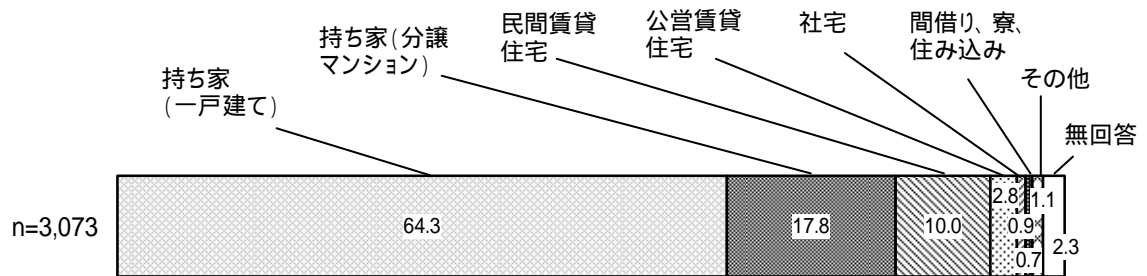 持ち家
(一戸建て)
持ち家(分譲
マンション)
民間賃貸
住宅
公営賃貸
住宅
社宅
間借り、寮、
住み込み
その他
無回答
n=3,073
64.3
17.8
10.0
2.8
0.9
0.7
1.1
2.3